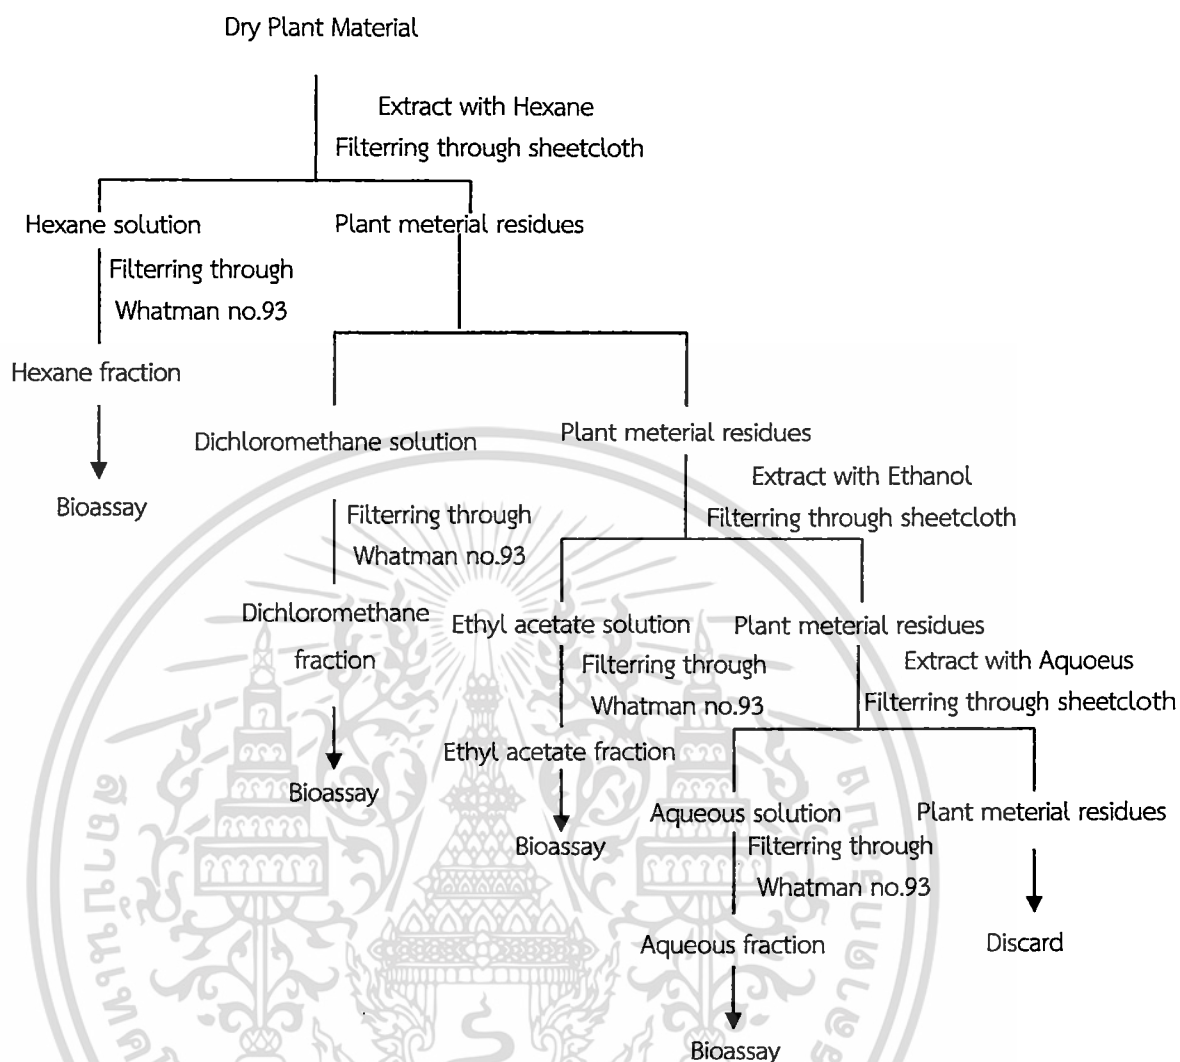 Dry Plant Material
Extract with Hexane
Filterring through sheetcloth
Hexane solution
Plant meterial residues
Filterring through
Whatman no.93
Hexane fraction
Bioassay
Dichloromethane solution
Plant meterial residues
Extract with Ethanol
Filterring through sheetcloth
Filterring through
Whatman no.93
Dichloromethane
fraction
Bioassay
Ethyl acetate solution
Plant meterial residues
Filterring through
Whatman no.93
Extract with Aquoeus
Filterring through sheetcloth
Ethyl acetate fraction
Bioassay
Aqueous solution
Plant meterial residues
Filterring through
Whatman no.93
Aqueous fraction
Discard
Bioassay